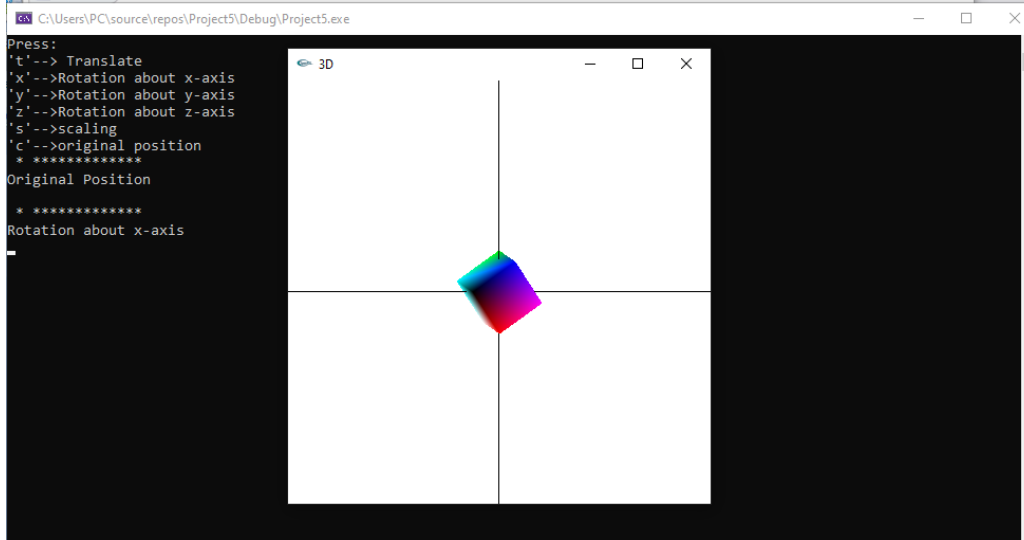 C:\Users\PC\source\repos\Project5\Debug\Project5.exe
Press:
't'--> Translate
'x'-->Rotation about x-axis
'y'-->Rotation about y-axis
'z'-->Rotation about z-axis
's'-->scaling
'c'-->original position
* *************
Original Position
* *************
Rotation about x-axis
3D